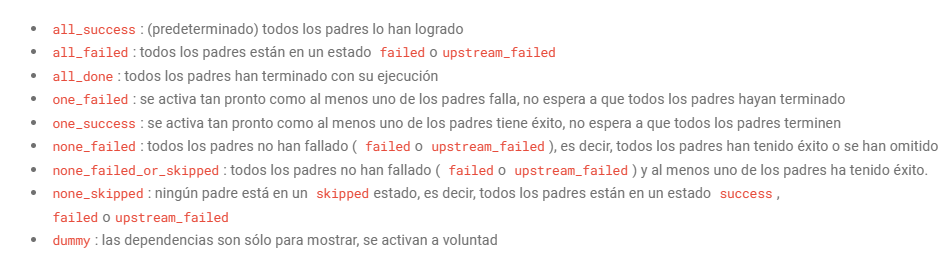 all_success : (predeterminado) todos los padres lo han logrado
all_failed : todos los padres están en un estado failed o upstream_failed
all_done : todos los padres han terminado con su ejecución
one_failed : se activa tan pronto como al menos uno de los padres falla, no espera a que todos los padres hayan terminado
one_success : se activa tan pronto como al menos uno de los padres tiene éxito, no espera a que todos los padres terminen
none_failed : todos los padres no han fallado ( failed o upstream_failed ), es decir, todos los padres han tenido éxito o se han omitido
none_failed_or_skipped : todos los padres no han fallado ( failed o upstream_failed ) y al menos uno de los padres ha tenido éxito.
none_skipped : ningún padre está en un skipped estado, es decir, todos los padres están en un estado success ,
failed o upstream_failed
dummy : las dependencias son sólo para mostrar, se activan a voluntad